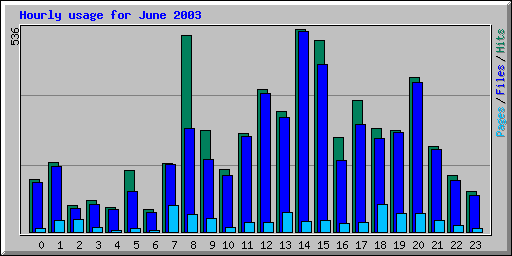 Hourly usage for June 2003
536
Pages / Files / Hits
0 1 2 3 4 5 6 7 8 9 10 11 12 13 14 15 16 17 18 19 20 21 22 23